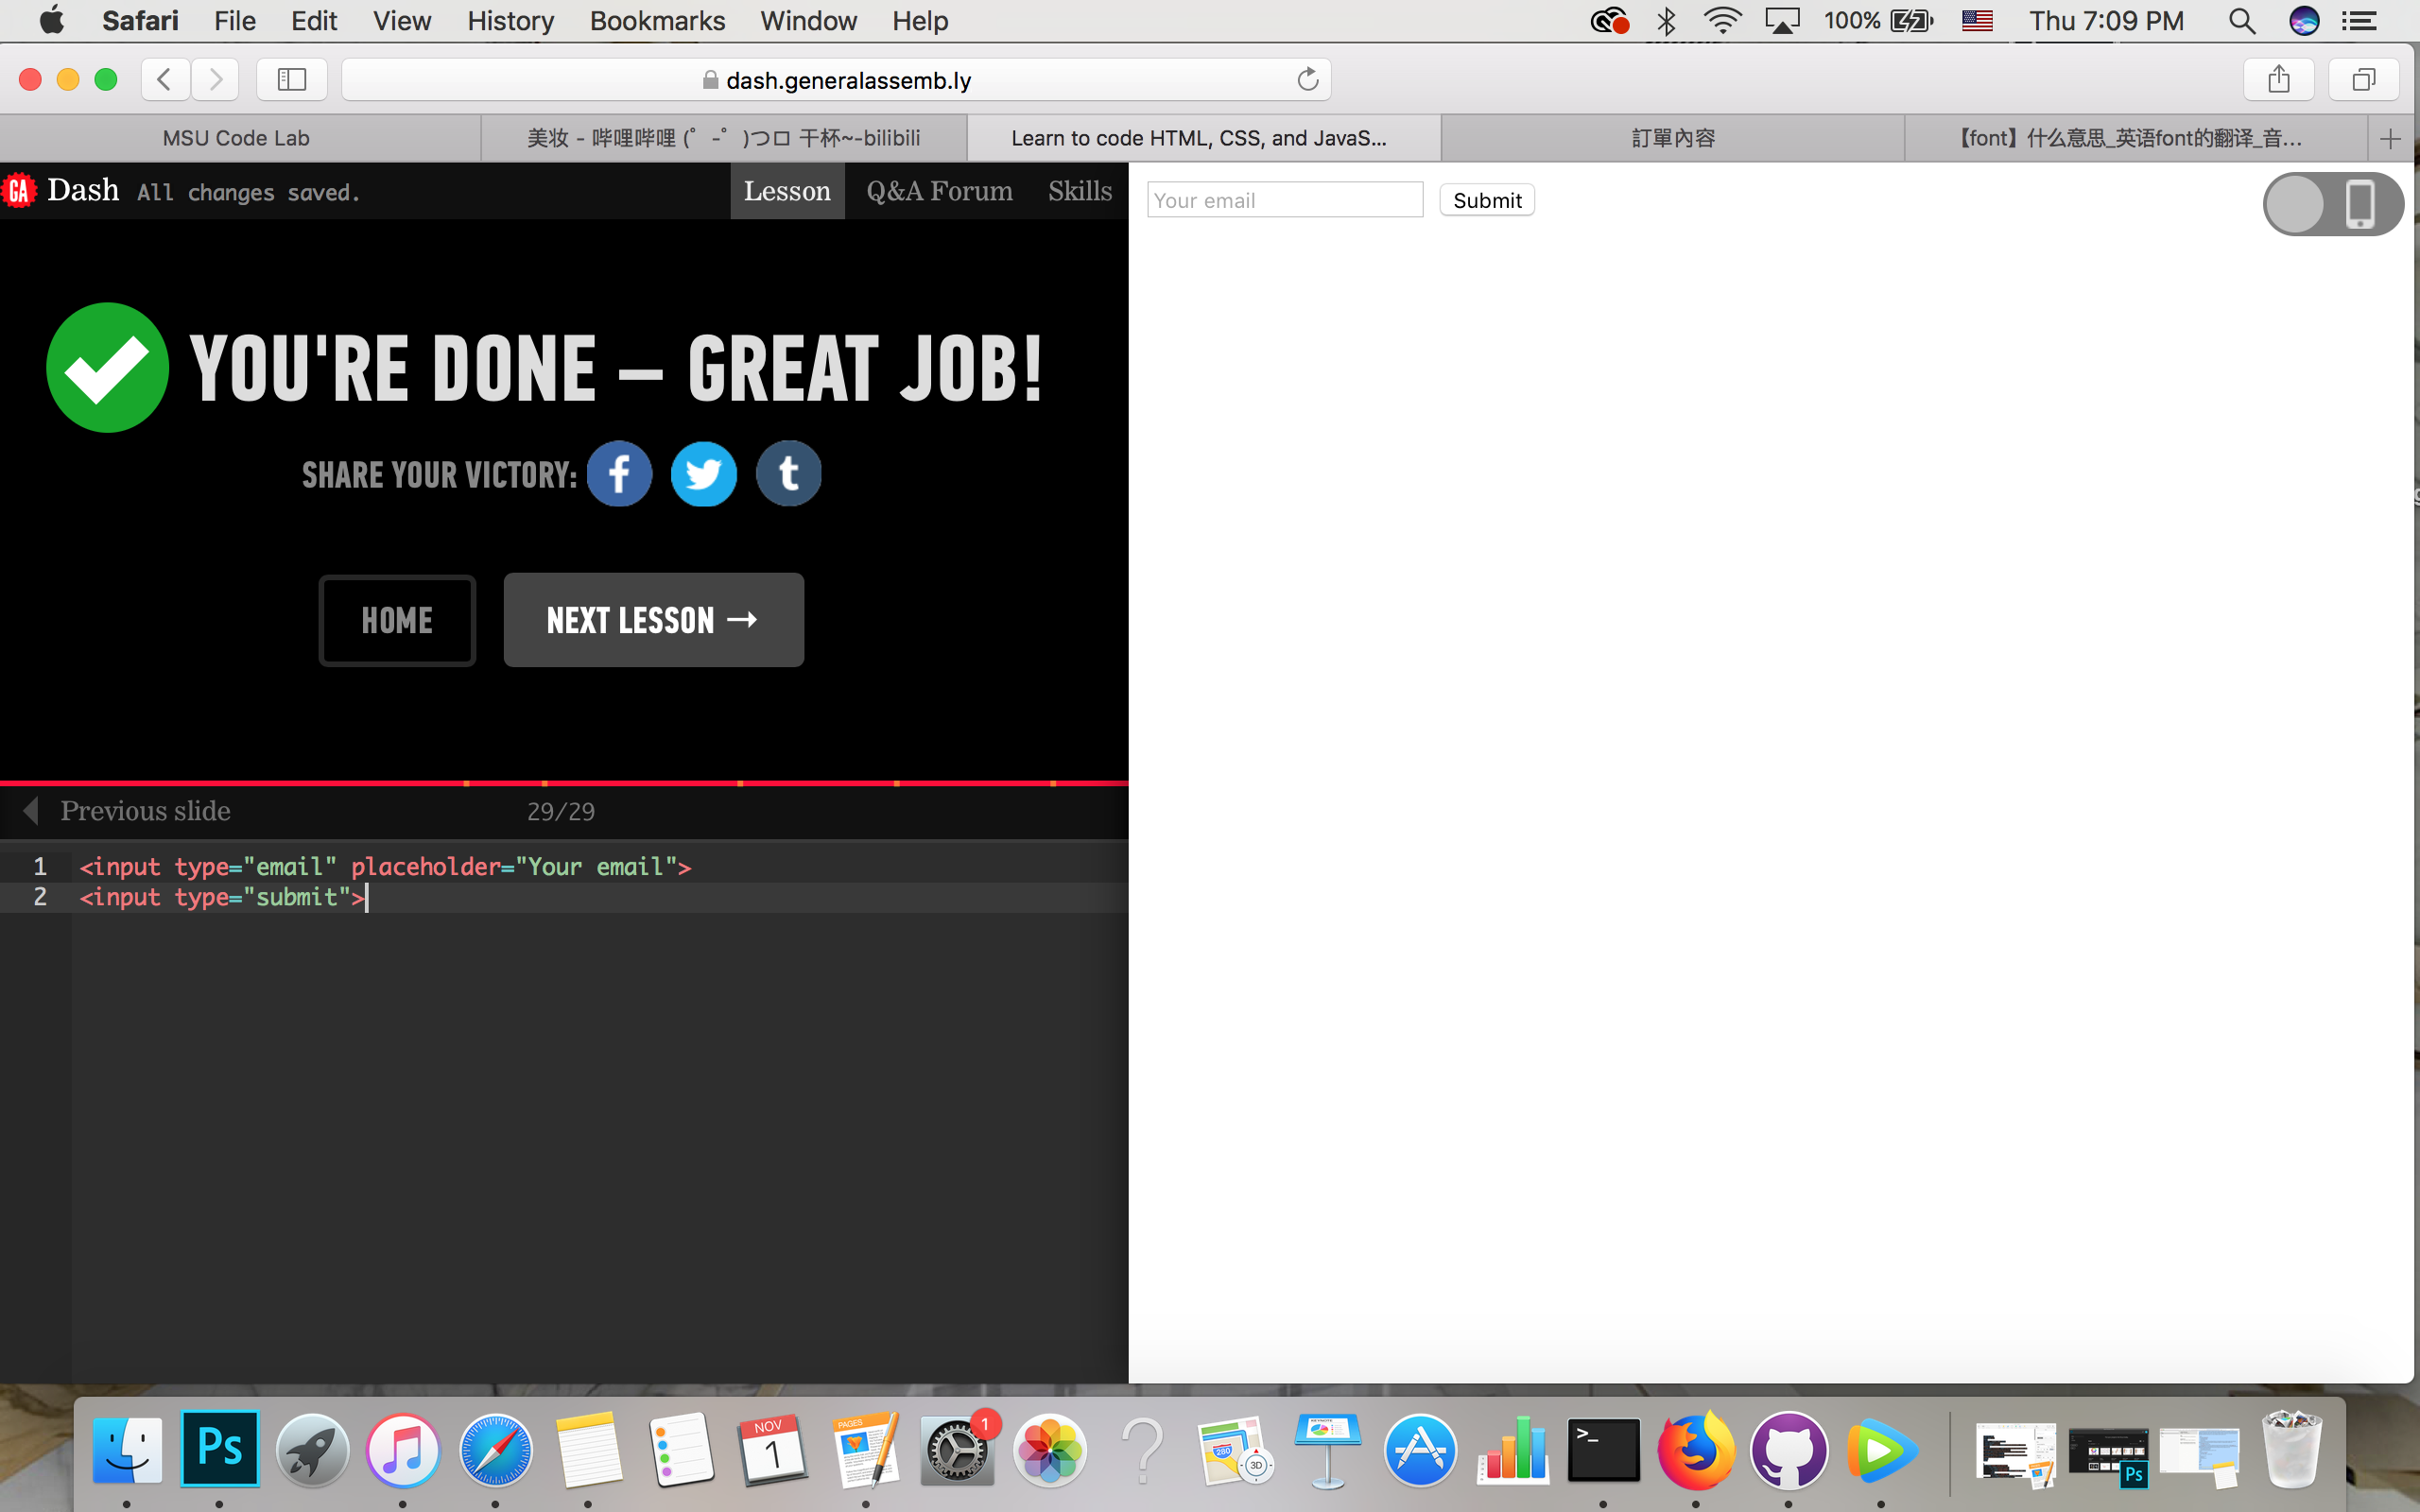 Safari File Edit View History Bookmarks Window Help 100% Thu 7:09 PM
dash.generalassemb.ly
MSU Code Lab
美妆 - 哔哩哔哩 (゜-゜)つロ 干杯~-bilibili
Learn to code HTML, CSS, and JavaS...
訂單內容
【font】什么意思_英语font的翻译_音...
GA Dash All changes saved. Lesson Q&A Forum Skills
Your email Submit
YOU'RE DONE – GREAT JOB!
SHARE YOUR VICTORY: f t
HOME NEXT LESSON →
Previous slide 29/29
1 <input type="email" placeholder="Your email">
2 <input type="submit">
Ps
NOV
1
PAGES
1
280
3D
KEYNOTE
>_
Ps